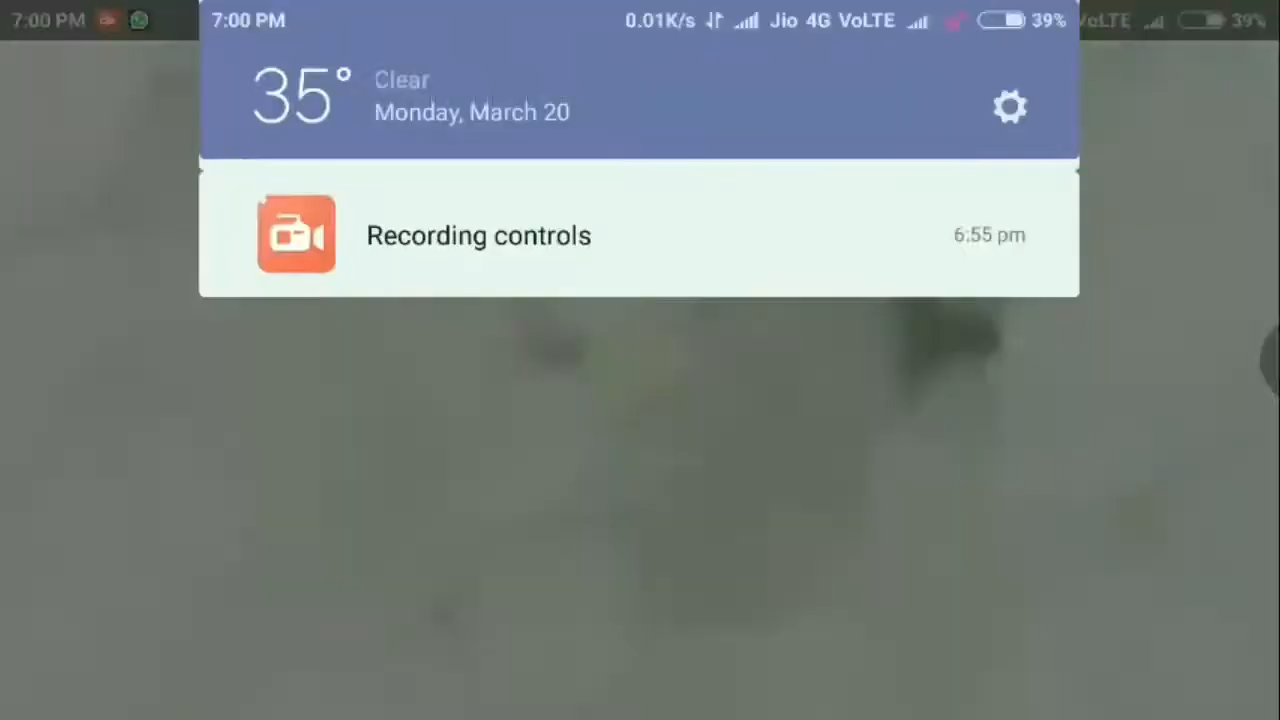 7:00 PM
7:00 PM 0.01K/s Jio 4G VoLTE 39%
VoLTE 39%
35° Clear
Monday, March 20
Recording controls 6:55 pm